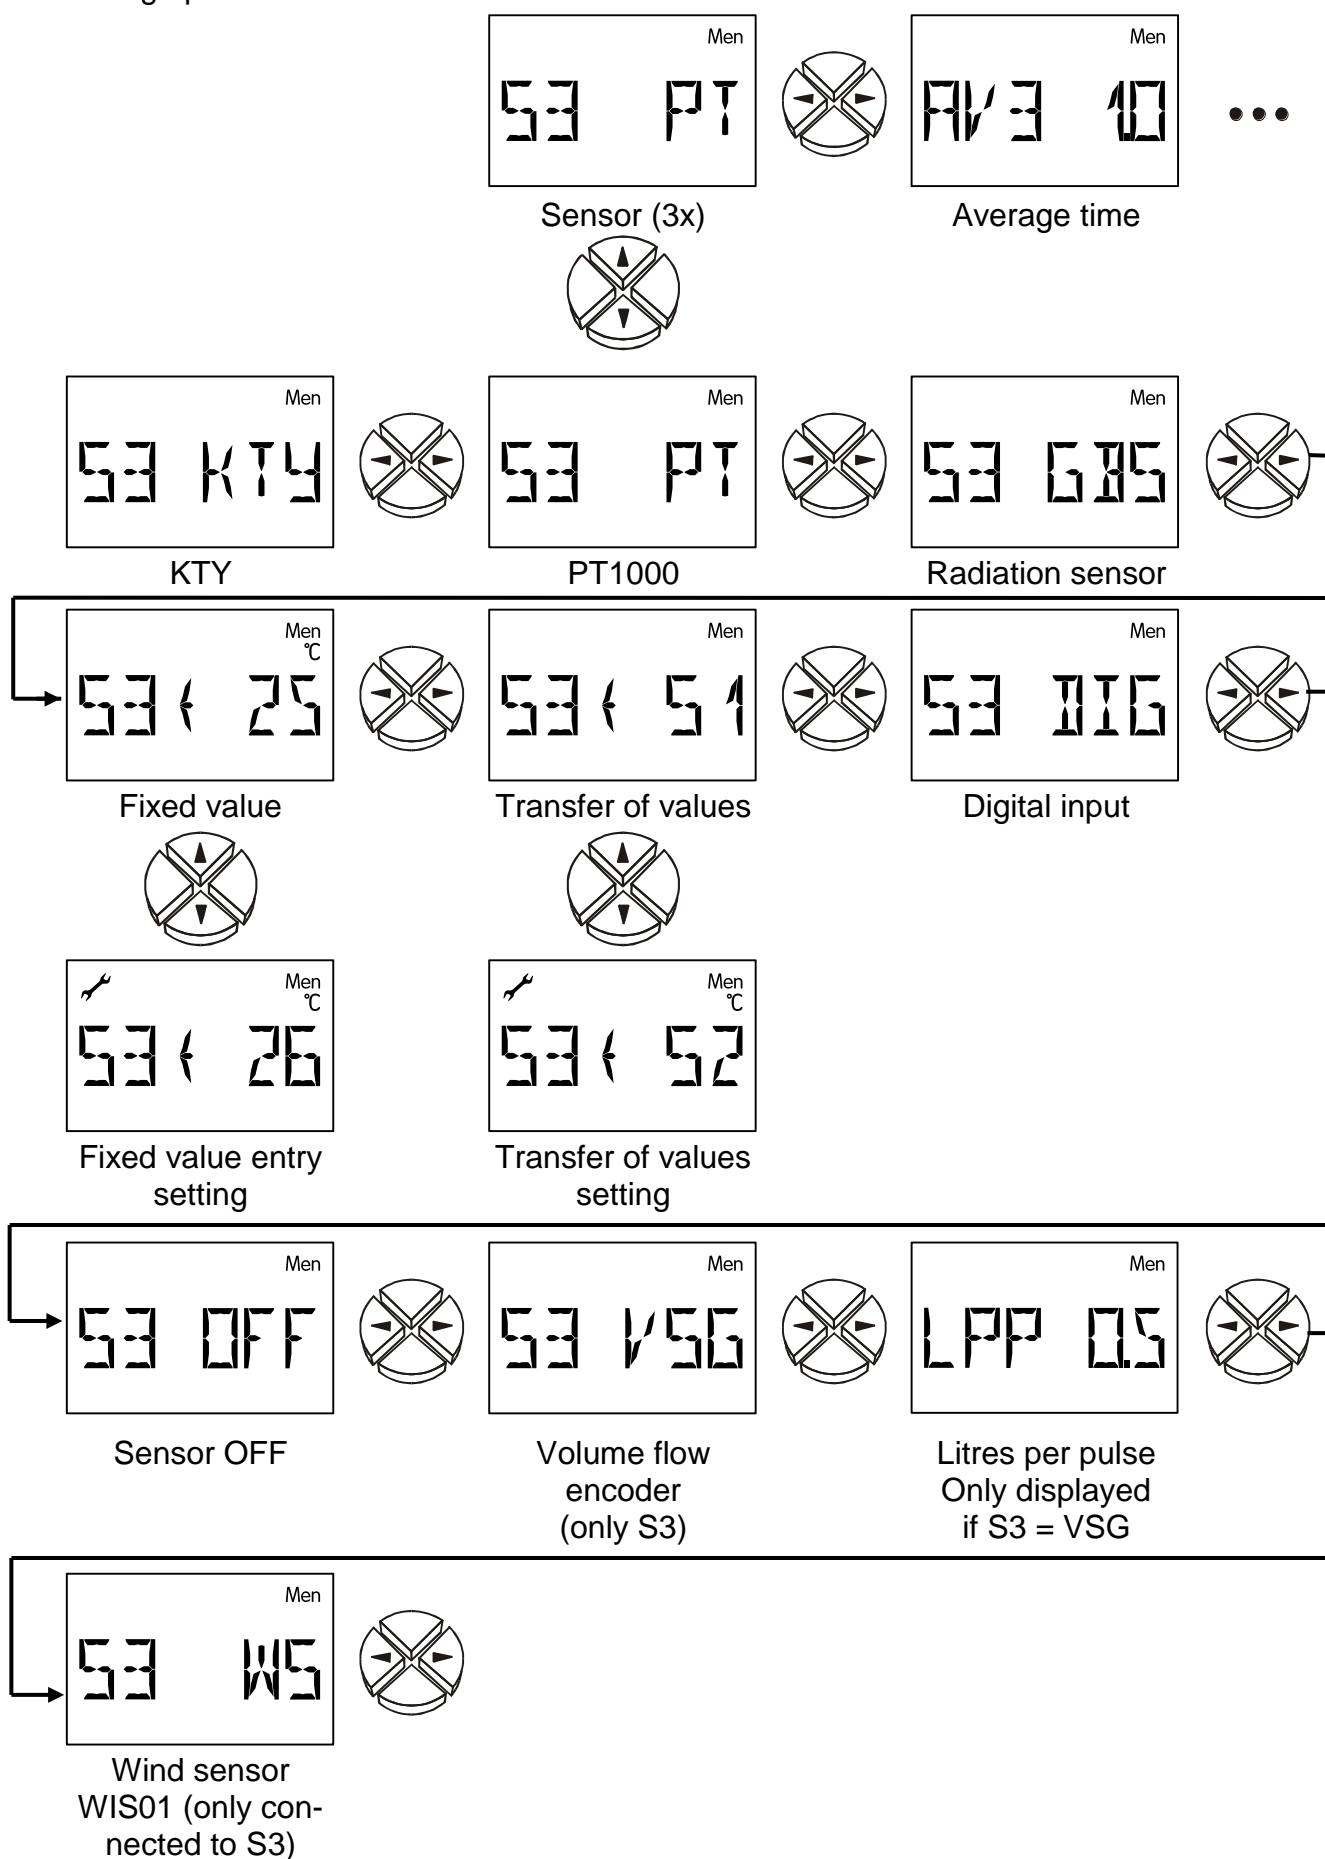 Men Men
S3 PT AV3 1.0 •••
Sensor (3x) Average time
Men Men Men
S3 KTY S3 PT S3 GBS
KTY PT1000 Radiation sensor
Men Men Men
°C
S3< 25 S3< S1 S3 DIG
Fixed value Transfer of values Digital input
Men Men
°C °C
S3< 26 S3< S2
Fixed value entry Transfer of values
setting setting
Men Men Men
S3 OFF S3 VSG LPP 0.5
Sensor OFF Volume flow Litres per pulse
encoder Only displayed
(only S3) if S3 = VSG
Men
S3 WS
Wind sensor
WIS01 (only con-
nected to S3)